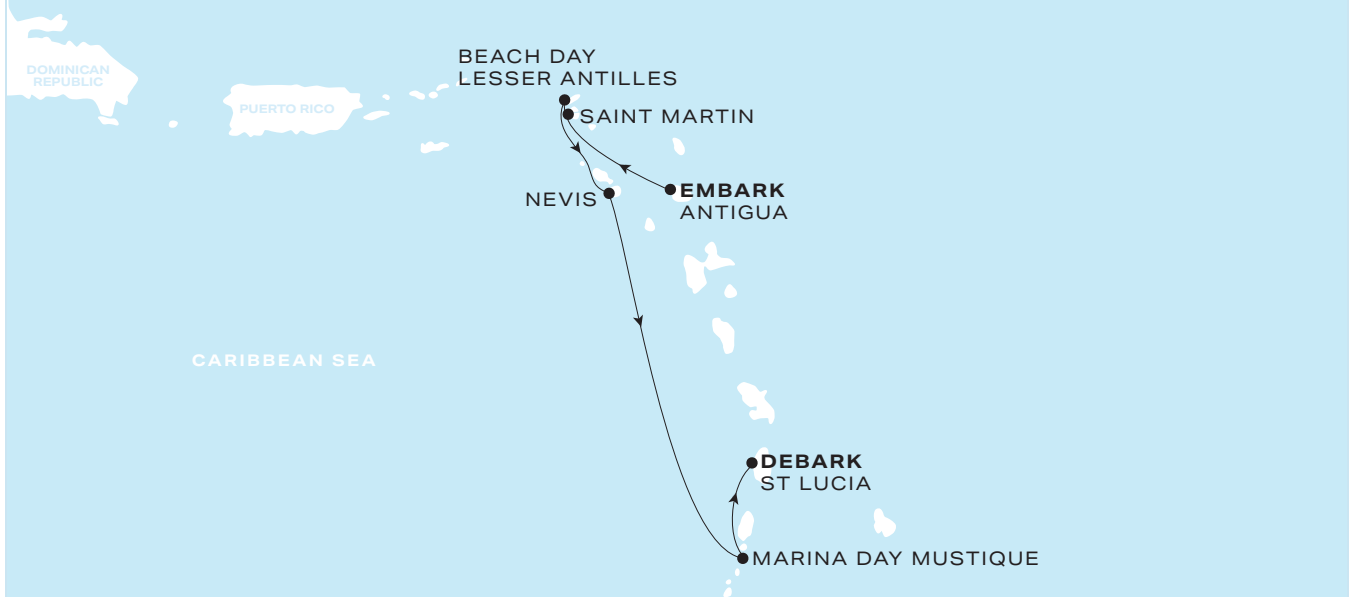 BEACH DAY
LESSER ANTILLES
DOMINICAN
REPUBLIC
PUERTO RICO
SAINT MARTIN
EMBARK
ANTIGUA
NEVIS
CARIBBEAN SEA
DEBARK
ST LUCIA
MARINA DAY MUSTIQUE